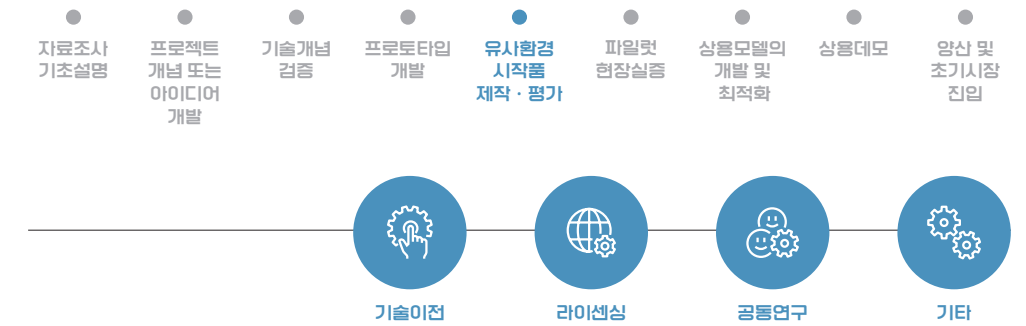 자료조사
기초설명
프로젝트
개념 또는
아이디어
개발
기술개념
검증
프로토타입
개발
유사환경
시작품
제작 · 평가
파일럿
현장실증
상용모델의
개발 및
최적화
상용데모
양산 및
초기시장
진입
기술이전
라이센싱
공동연구
기타